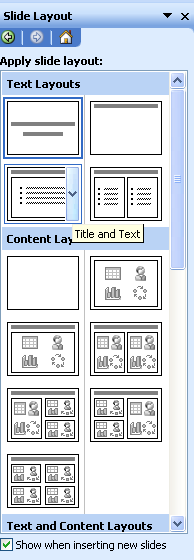 Slide Layout
Apply slide layout:
Text Layouts
Title and Text
Content Lay
Text and Content Layouts
Show when inserting new slides